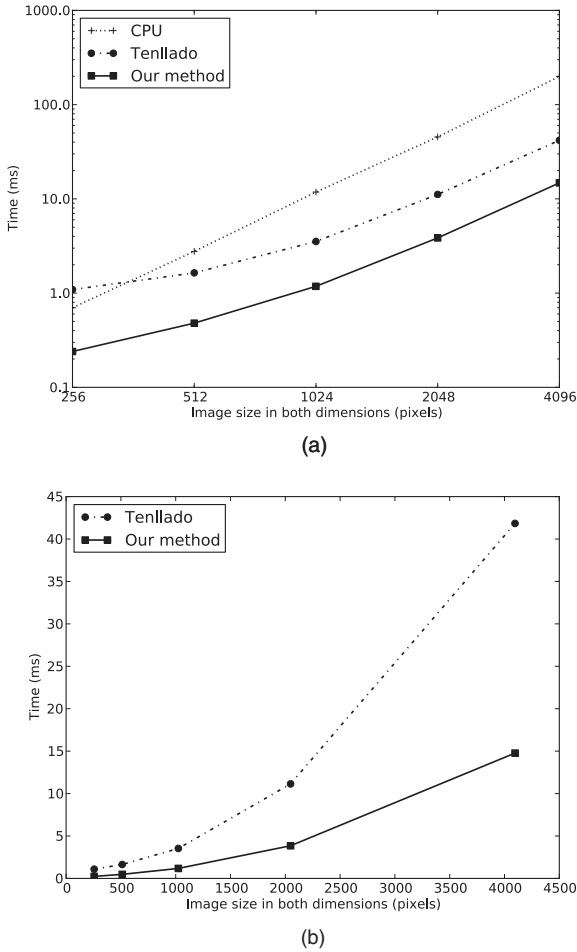 1000.0
CPU
Tenllado
Our method
100.0
10.0
1.0
0.1
Time (ms)
256 512 1024 2048 4096
Image size in both dimensions (pixels)
(a)
45
Tenllado
Our method
40
35
30
25
20
15
10
5
0
Time (ms)
0 500 1000 1500 2000 2500 3000 3500 4000 4500
Image size in both dimensions (pixels)
(b)